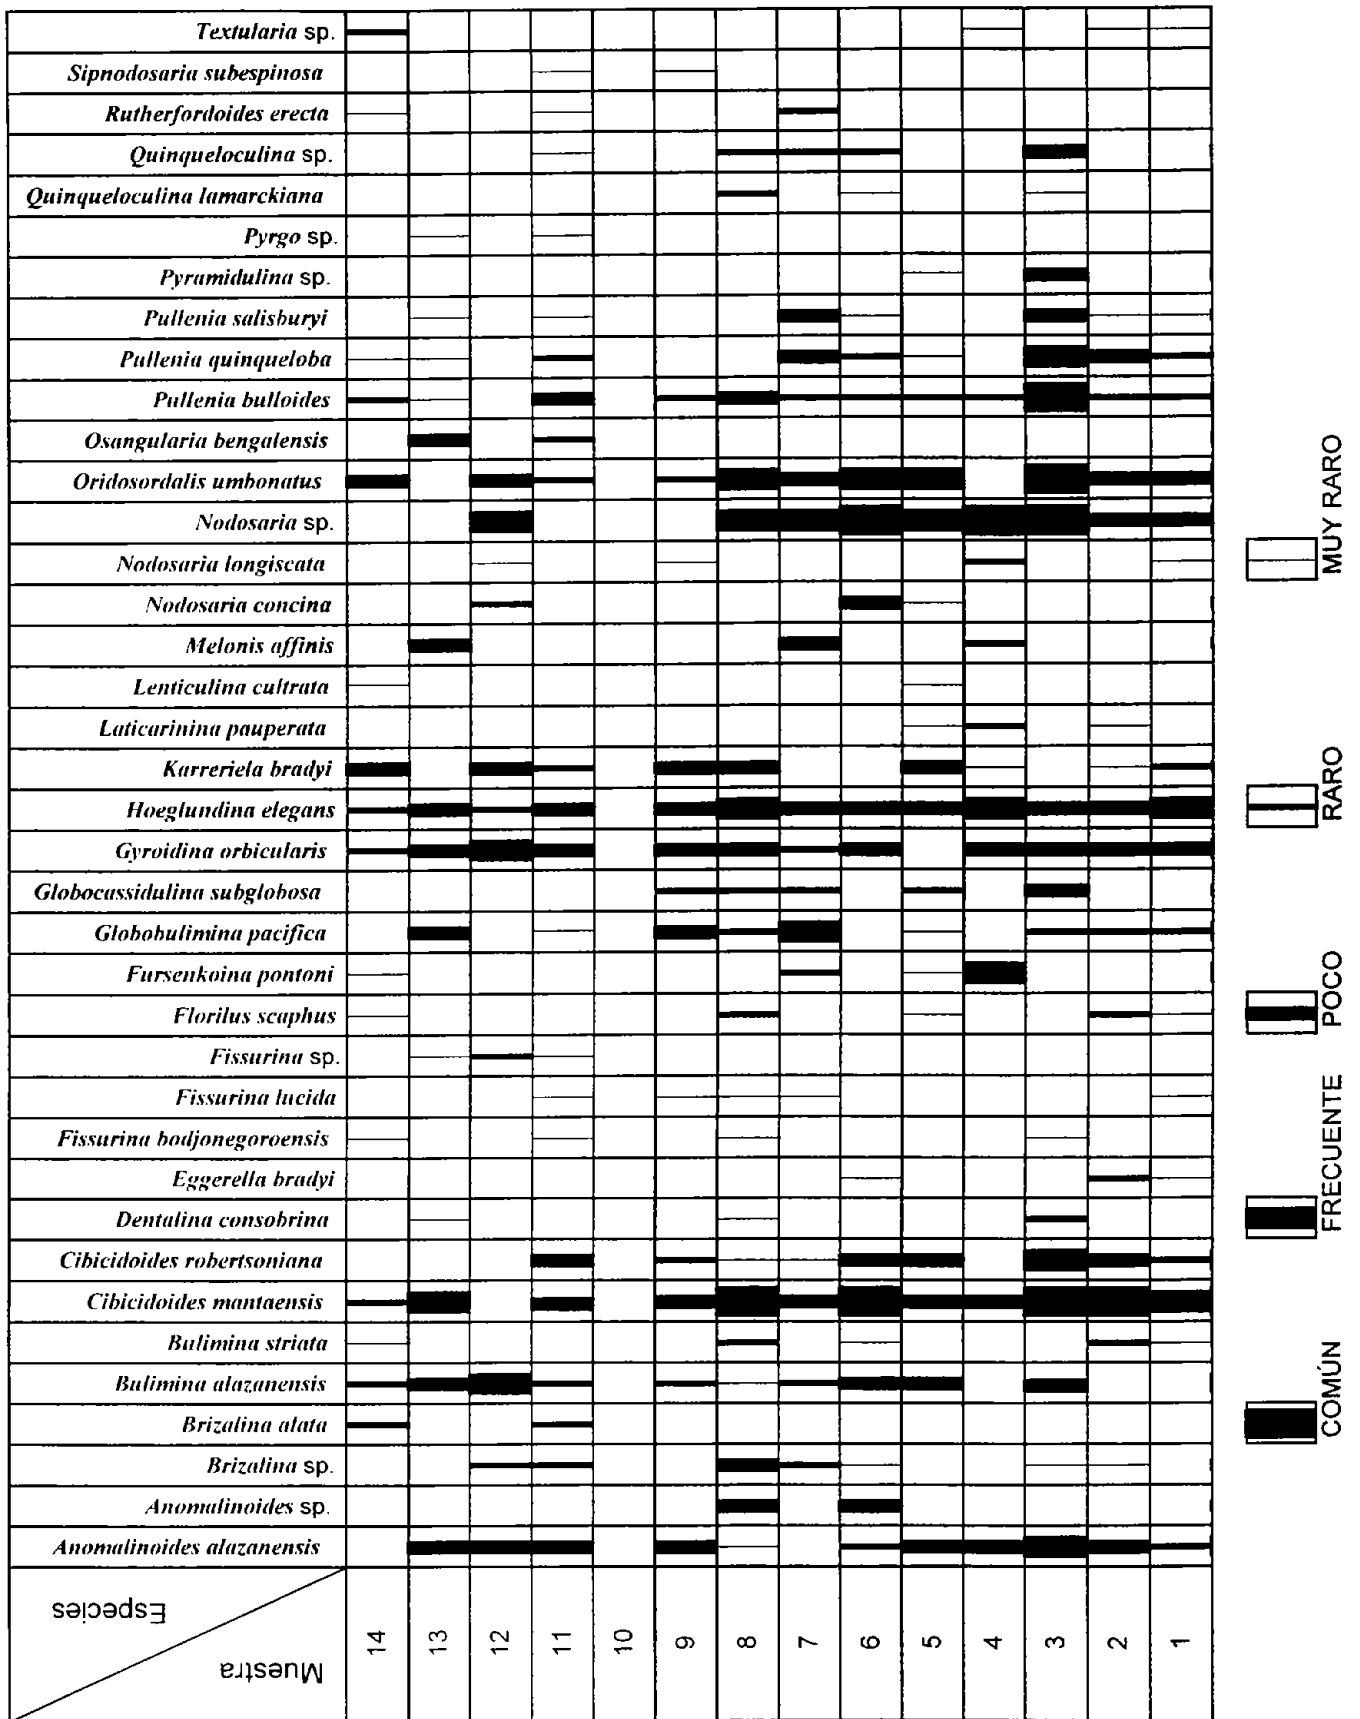 Textularia sp.
Sipnodosaria subespinosa
Rutherfordoides erecta
Quinqueloculina sp.
Quinqueloculina lamarckiana
Pyrgo sp.
Pyramidulina sp.
Pullenia salisburyi
Pullenia quinqueloba
Pullenia bulloides
Osangularia bengalensis
Oridosordalis umbonatus
Nodosaria sp.
Nodosaria longiscata
Nodosaria concina
Melonis affinis
Lenticulina cultrata
Laticarinina pauperata
Karreriela bradyi
Hoeglundina elegans
Gyroidina orbicularis
Globocassidulina subglobosa
Globobulimina pacifica
Fursenkoina pontoni
Florilus scaphus
Fissurina sp.
Fissurina lucida
Fissurina bodjonegoroensis
Eggerella bradyi
Dentalina consobrina
Cibicidoides robertsoniana
Cibicidoides mantaensis
Bulimina striata
Bulimina alazanensis
Brizalina alata
Brizalina sp.
Anomalinoides sp.
Anomalinoides alazanensis
Especies
Muestra
14
13
12
11
10
9
8
7
6
5
4
3
2
1
MUY RARO
RARO
POCO
FRECUENTE
COMÚN